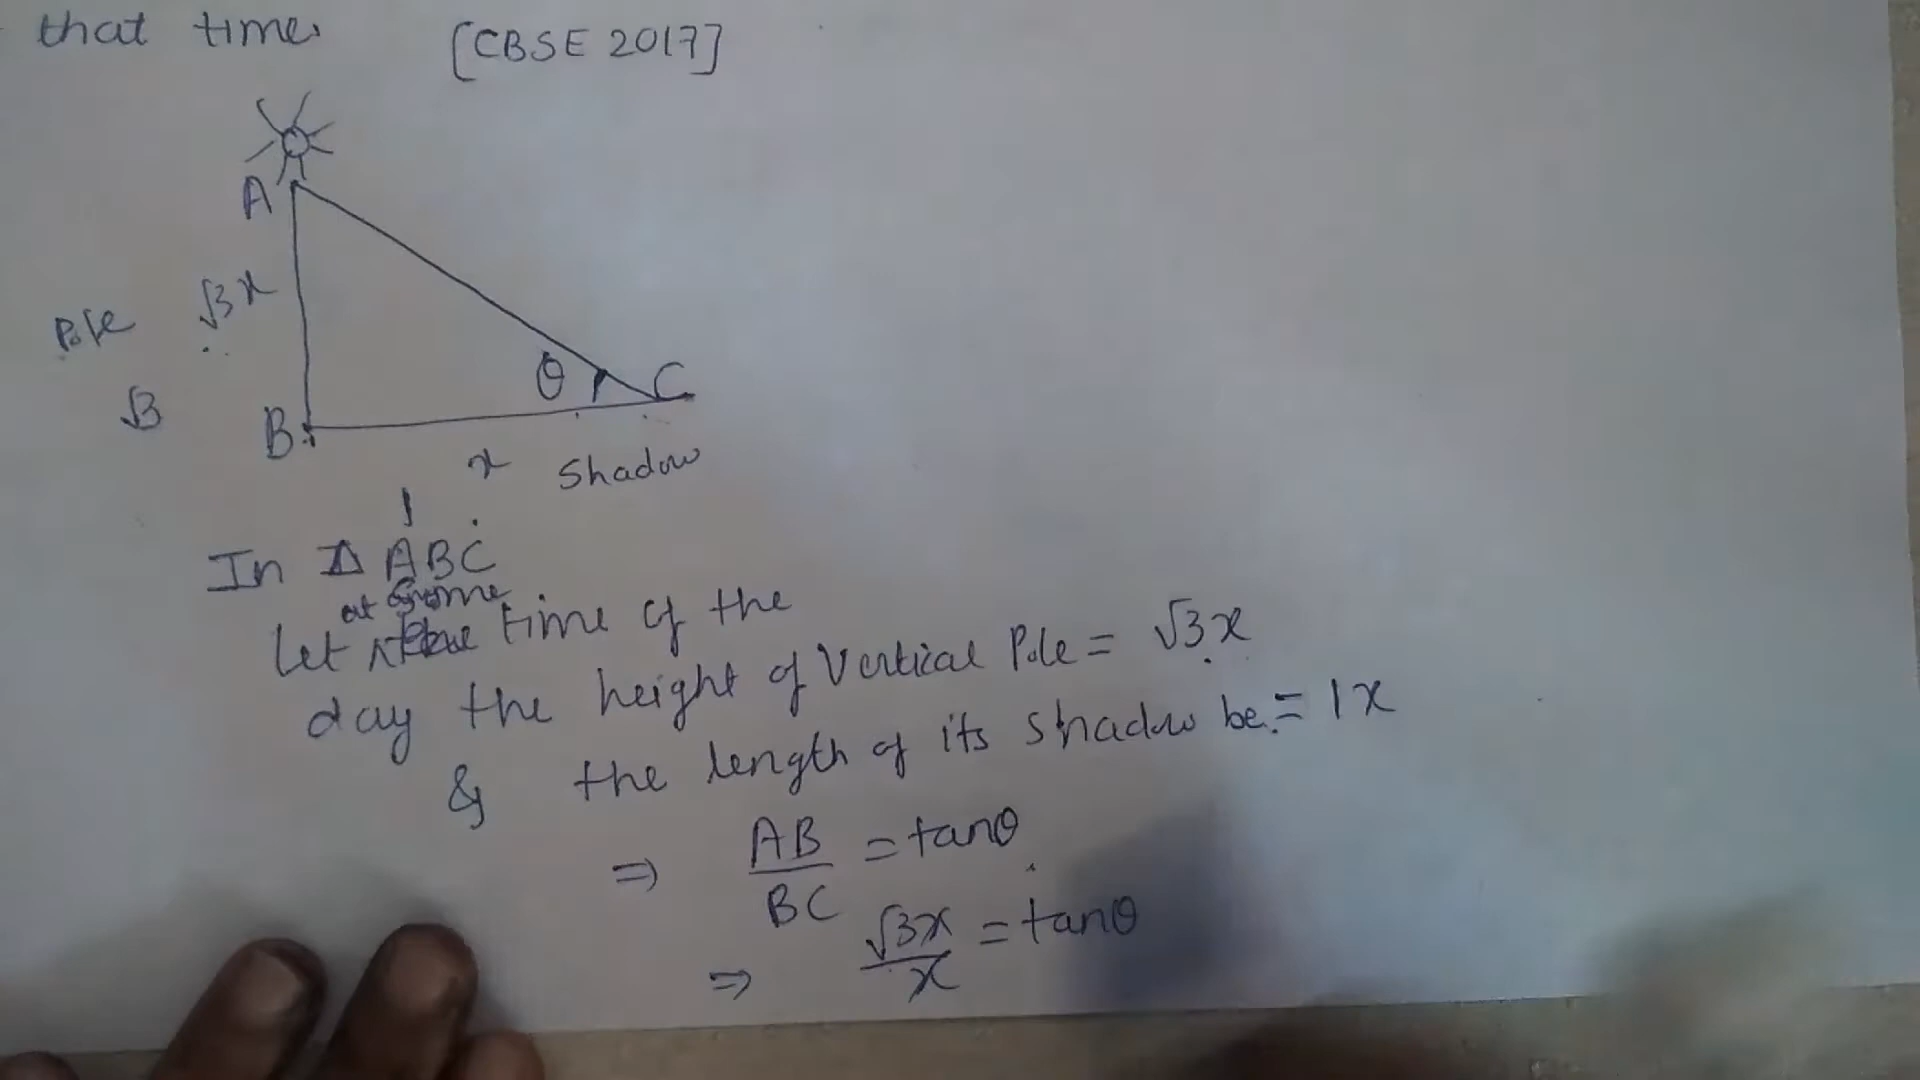 that time.
[CBSE 2017]
A
Pole √3x
√3
B
θ
C
x Shadow
1
In Δ ABC
at some
Let time of the
day the height of Vertical Pole = √3x
& the length of its shadow be = 1x
⇒ AB/BC = tanθ
⇒ √3x/x = tanθ